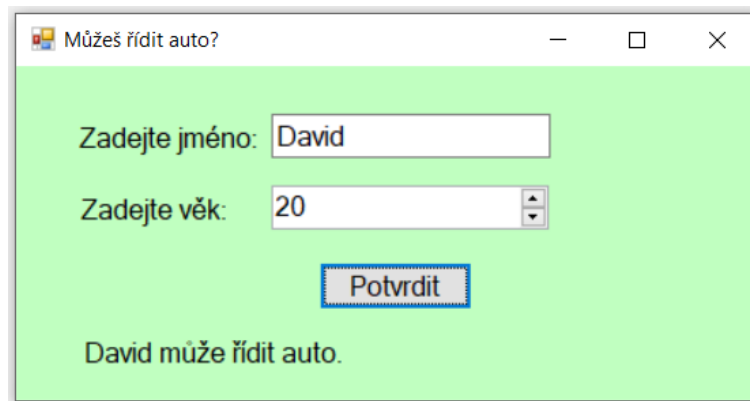 Můžeš řídit auto?
Zadejte jméno: David
Zadejte věk: 20
Potvrdit
David může řídit auto.